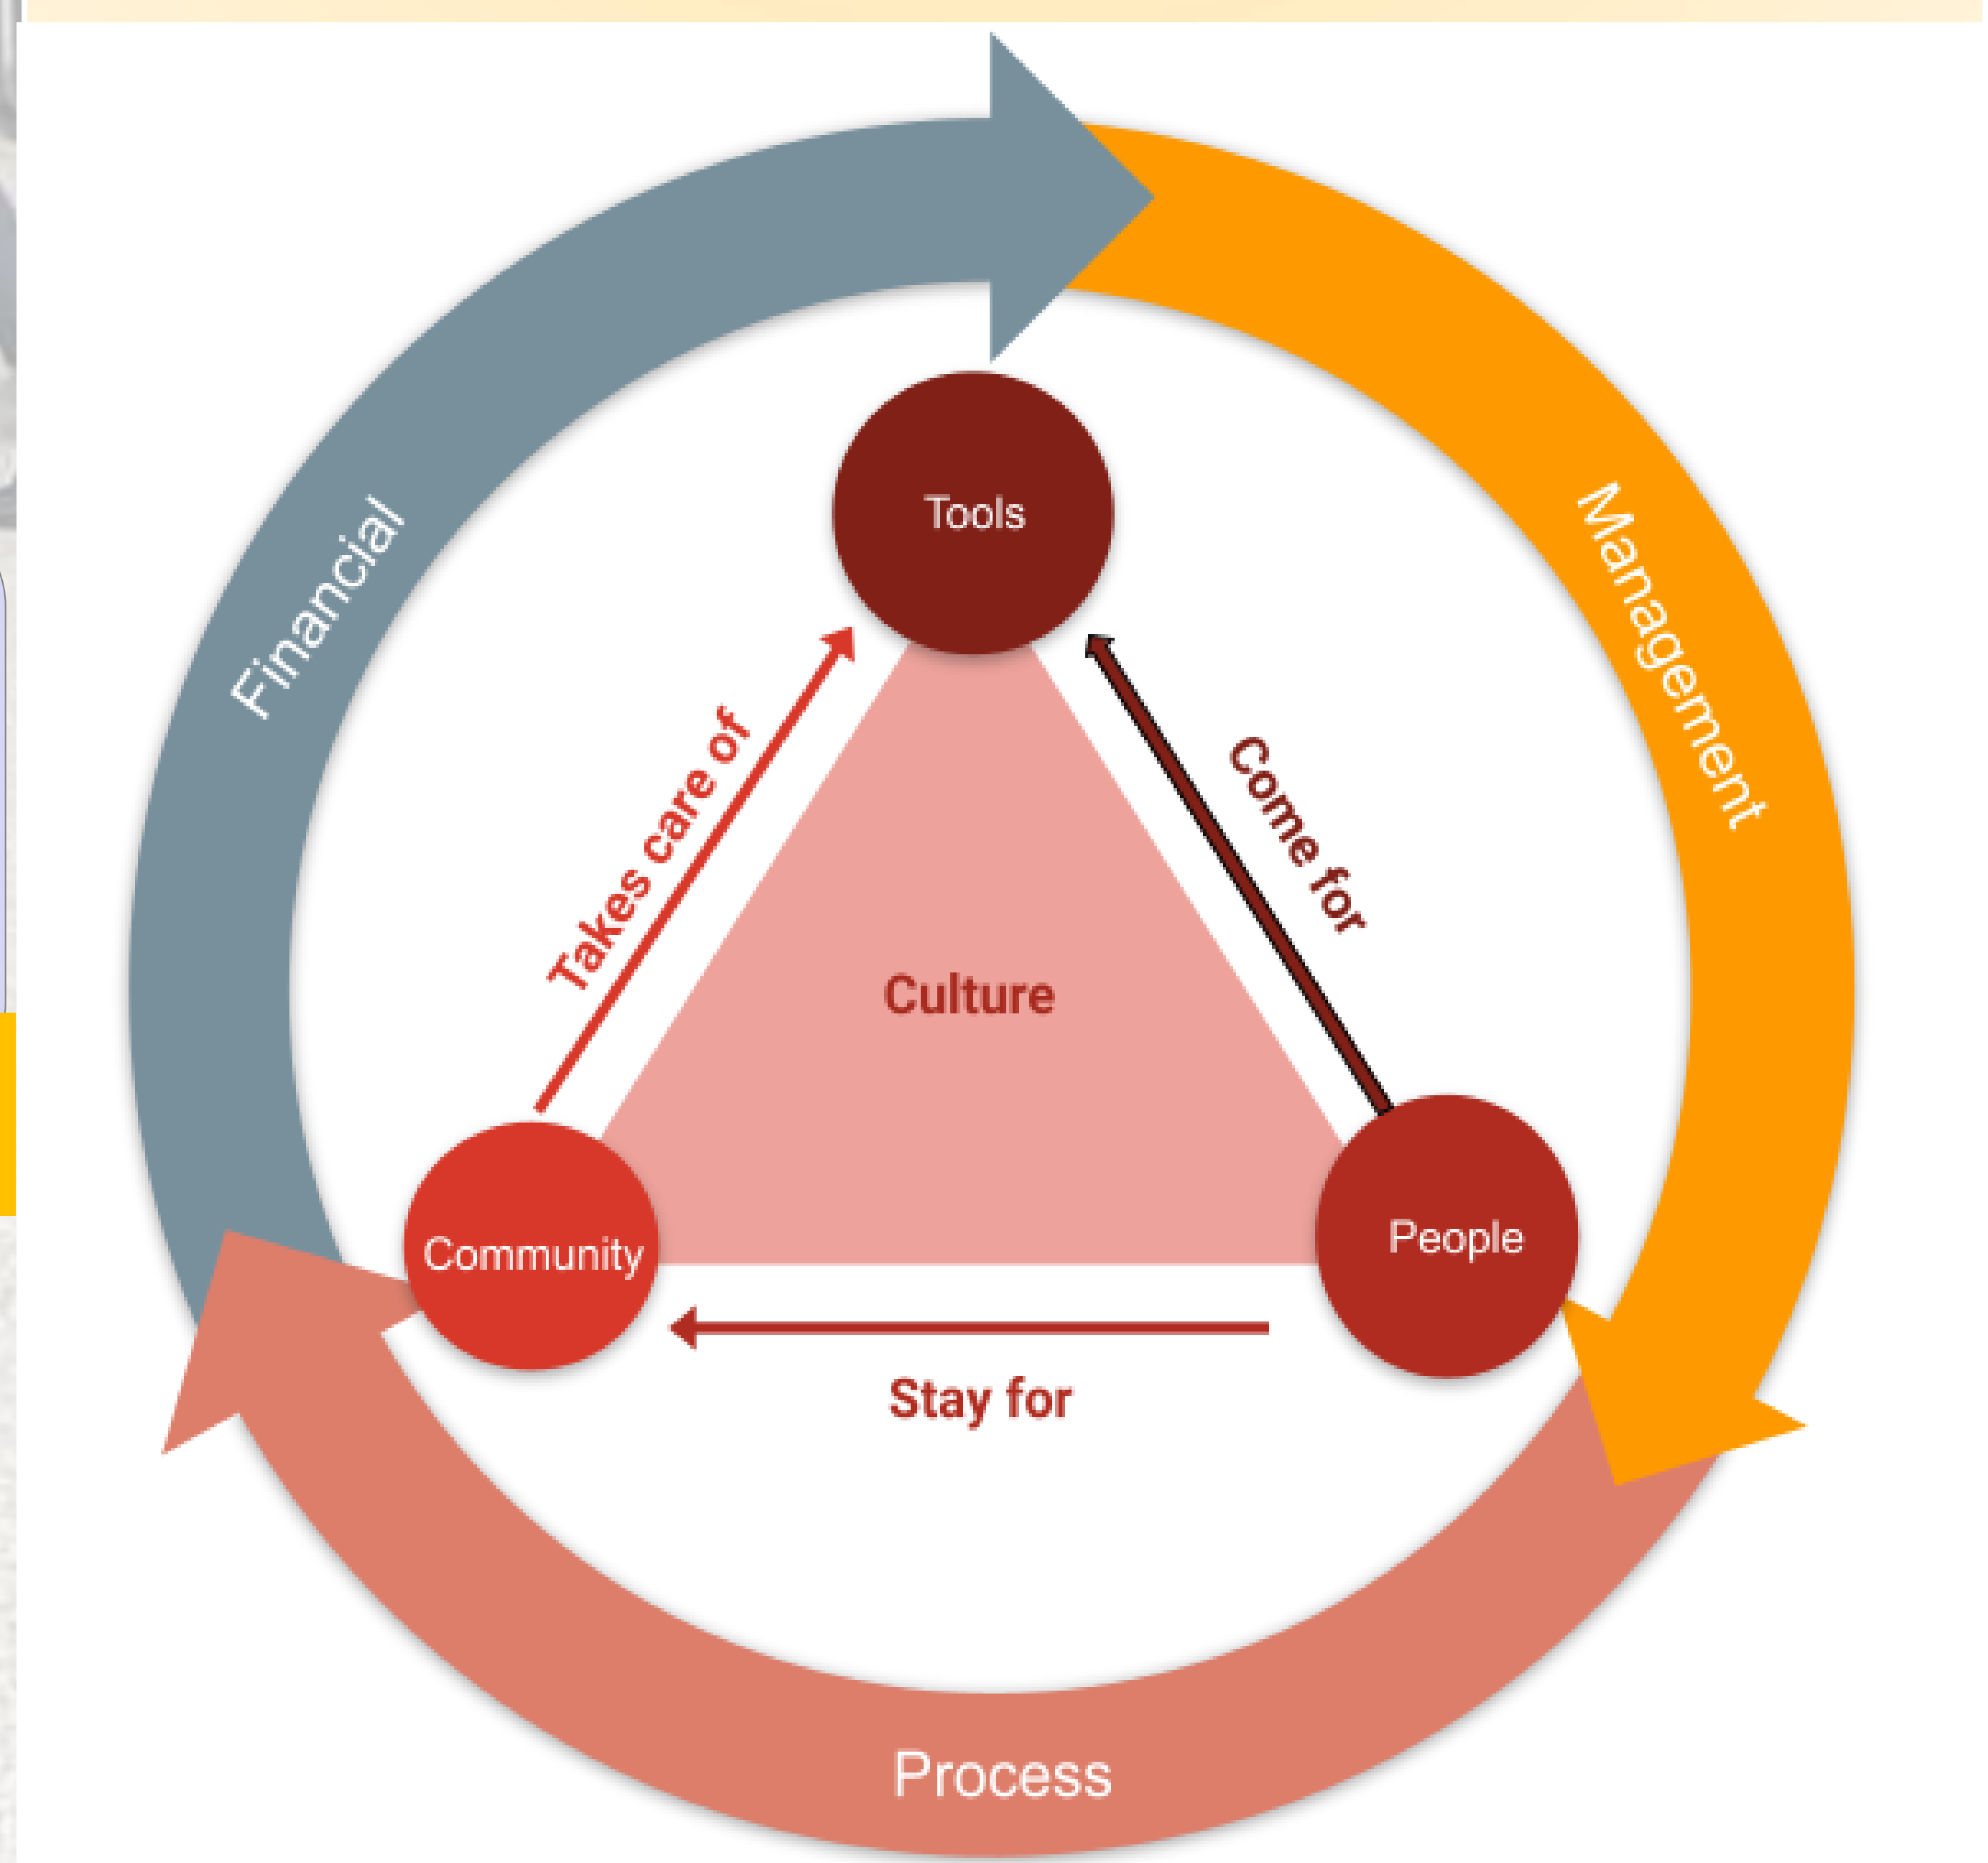 Financial
Management
Tools
Takes care of
Come for
Culture
Community
People
Stay for
Process